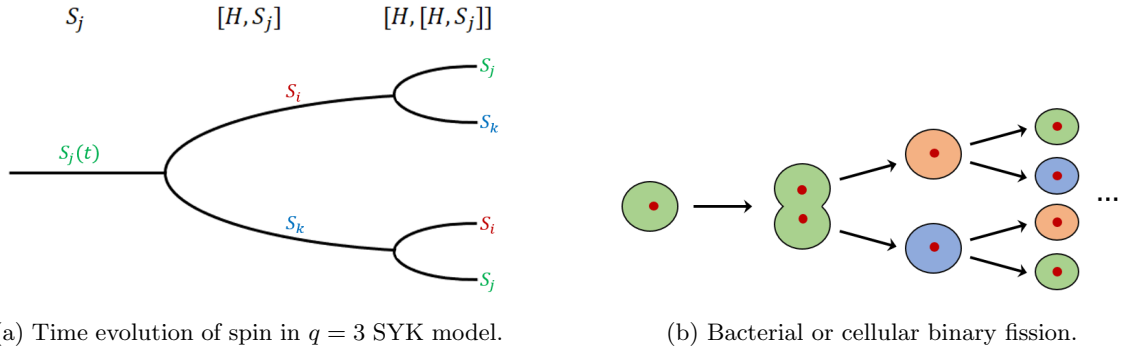 S_j [H, S_j] [H, [H, S_j]]
S_j
S_i
S_k
S_j(t)
...
S_k S_i
S_j
(a) Time evolution of spin in q = 3 SYK model. (b) Bacterial or cellular binary fission.